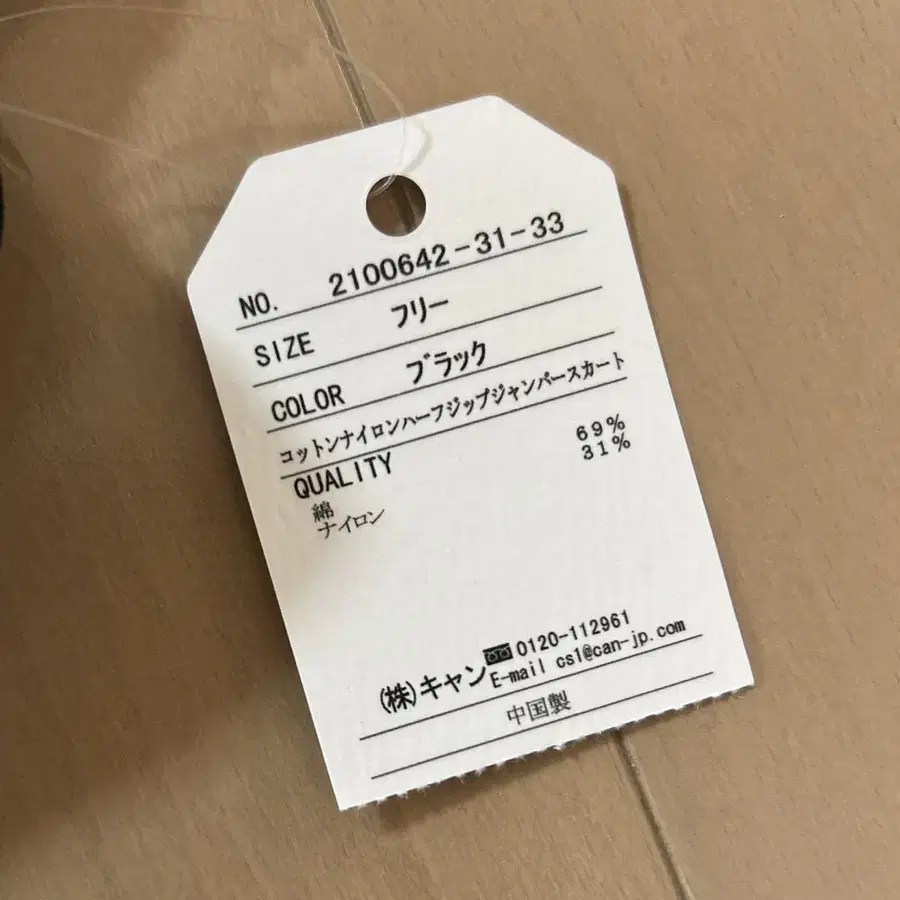 NO. 2100642-31-33
SIZE フリー
COLOR ブラック
コットンナイロンハーフジップジャンパースカート
QUALITY
綿 69%
ナイロン 31%
(株)キャン 0120-112961
E-mail cs1@can-jp.com
中国製